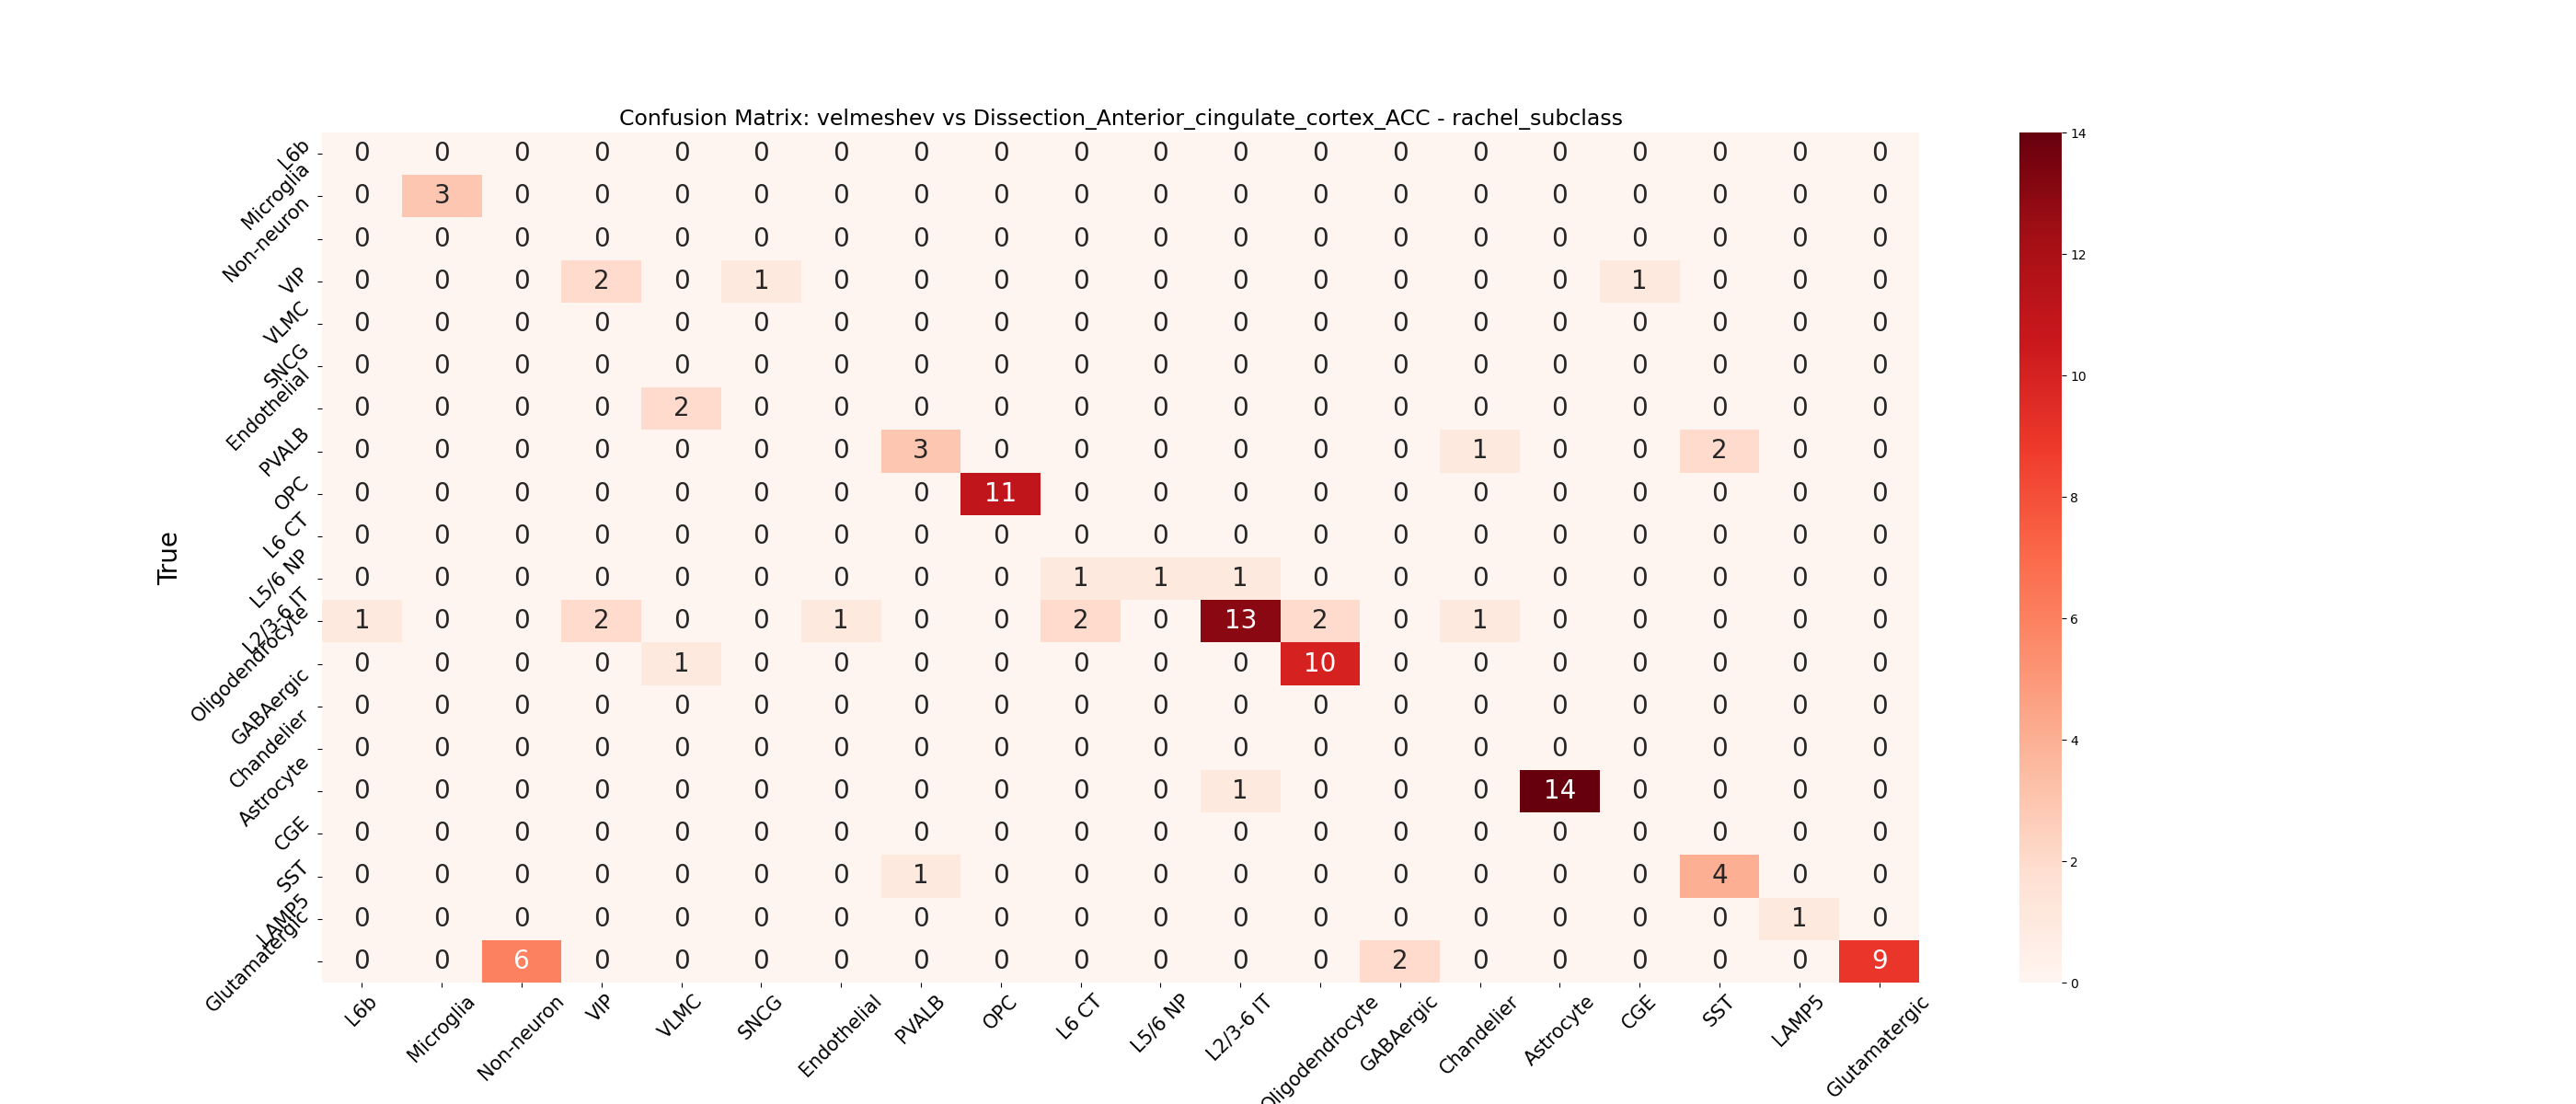 Confusion Matrix: velmeshev vs Dissection_Anterior_cingulate_cortex_ACC - rachel_subclass
True
L6b 0 0 0 0 0 0 0 0 0 0 0 0 0 0 0 0 0 0 0 0
Microglia 0 3 0 0 0 0 0 0 0 0 0 0 0 0 0 0 0 0 0 0
Non-neuron 0 0 0 0 0 0 0 0 0 0 0 0 0 0 0 0 0 0 0 0
VIP 0 0 0 2 0 1 0 0 0 0 0 0 0 0 0 0 1 0 0 0
VLMC 0 0 0 0 0 0 0 0 0 0 0 0 0 0 0 0 0 0 0 0
SNCG 0 0 0 0 0 0 0 0 0 0 0 0 0 0 0 0 0 0 0 0
Endothelial 0 0 0 0 2 0 0 0 0 0 0 0 0 0 0 0 0 0 0 0
PVALB 0 0 0 0 0 0 0 3 0 0 0 0 0 0 1 0 0 2 0 0
OPC 0 0 0 0 0 0 0 0 11 0 0 0 0 0 0 0 0 0 0 0
L6 CT 0 0 0 0 0 0 0 0 0 0 0 0 0 0 0 0 0 0 0 0
L5/6 NP 0 0 0 0 0 0 0 0 0 1 1 1 0 0 0 0 0 0 0 0
L2/3-6 IT 1 0 0 2 0 0 1 0 0 2 0 13 2 0 1 0 0 0 0 0
Oligodendrocyte 0 0 0 0 1 0 0 0 0 0 0 0 10 0 0 0 0 0 0 0
GABAergic 0 0 0 0 0 0 0 0 0 0 0 0 0 0 0 0 0 0 0 0
Chandelier 0 0 0 0 0 0 0 0 0 0 0 0 0 0 0 0 0 0 0 0
Astrocyte 0 0 0 0 0 0 0 0 0 0 0 1 0 0 0 14 0 0 0 0
CGE 0 0 0 0 0 0 0 0 0 0 0 0 0 0 0 0 0 0 0 0
SST 0 0 0 0 0 0 0 1 0 0 0 0 0 0 0 0 0 4 0 0
LAMP5 0 0 0 0 0 0 0 0 0 0 0 0 0 0 0 0 0 0 1 0
Glutamatergic 0 0 6 0 0 0 0 0 0 0 0 0 0 2 0 0 0 0 0 9
L6b Microglia Non-neuron VIP VLMC SNCG Endothelial PVALB OPC L6 CT L5/6 NP L2/3-6 IT Oligodendrocyte GABAergic Chandelier Astrocyte CGE SST LAMP5 Glutamatergic
14
12
10
8
6
4
2
0